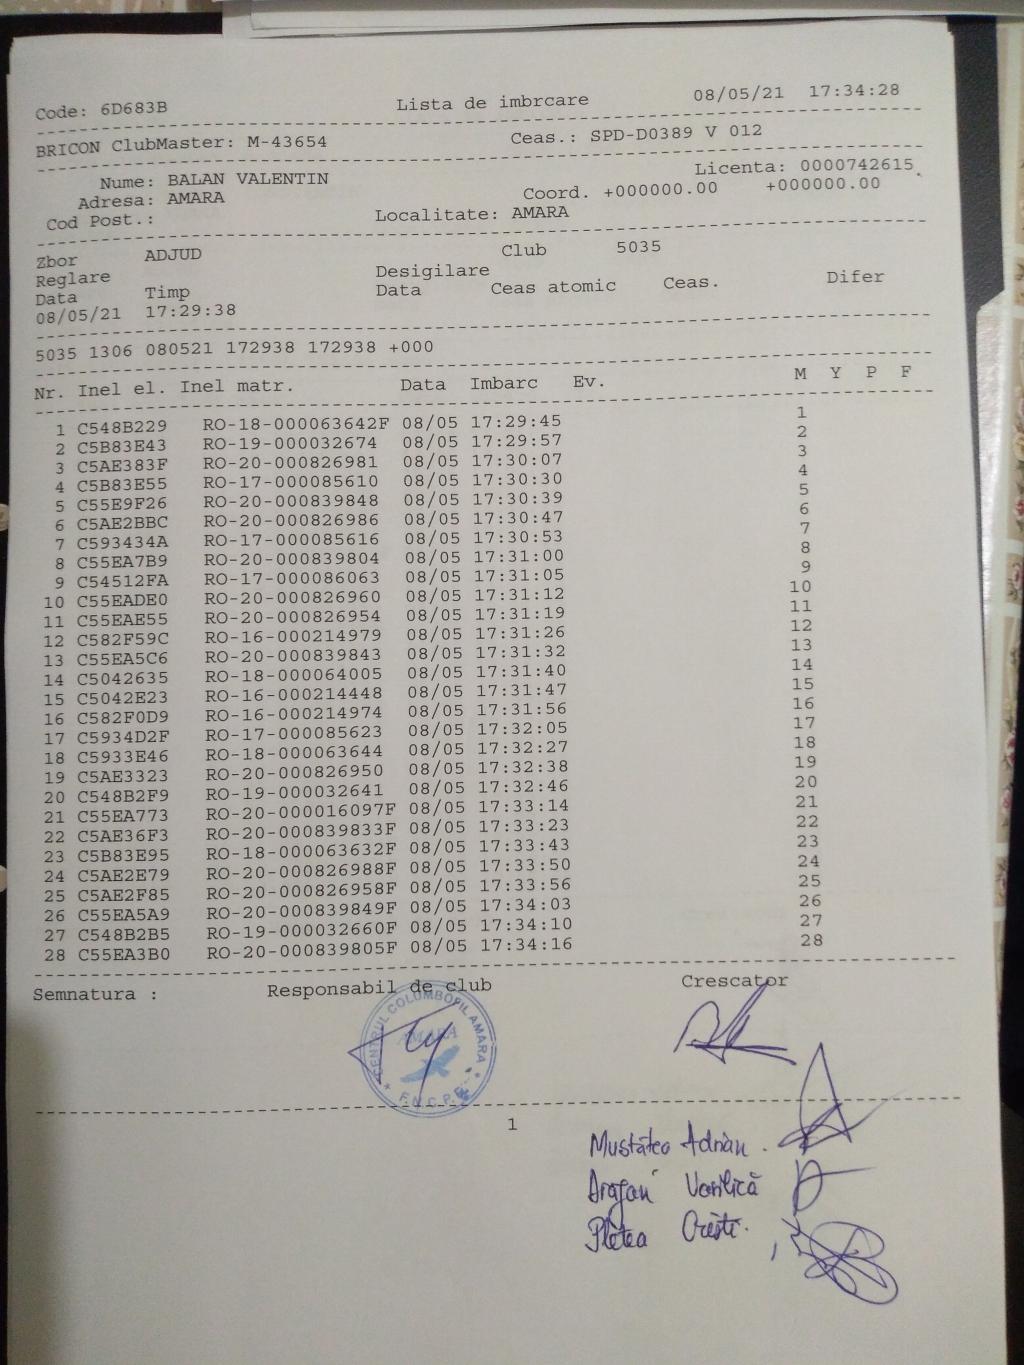 Code: 6D683B Lista de imbrcare 08/05/21 17:34:28
BRICON ClubMaster: M-43654 Ceas.: SPD-D0389 V 012
Licenta: 0000742615
Nume: BALAN VALENTIN
Adresa: AMARA Coord. +000000.00 +000000.00
Cod Post.: Localitate: AMARA
Zbor ADJUD Club 5035
Reglare Desigilare
Data Timp Data Ceas atomic Ceas. Difer
08/05/21 17:29:38
5035 1306 080521 172938 172938 +000
Nr. Inel el. Inel matr. Data Imbarc Ev. M Y P F
1 C548B229 RO-18-000063642F 08/05 17:29:45 1
2 C5B83E43 RO-19-000032674 08/05 17:29:57 2
3 C5AE383F RO-20-000826981 08/05 17:30:07 3
4 C5B83E55 RO-17-000085610 08/05 17:30:30 4
5 C55E9F26 RO-20-000839848 08/05 17:30:39 5
6 C5AE2BBC RO-20-000826986 08/05 17:30:47 6
7 C593434A RO-17-000085616 08/05 17:30:53 7
8 C55EA7B9 RO-20-000839804 08/05 17:31:00 8
9 C54512FA RO-17-000086063 08/05 17:31:05 9
10 C55EADE0 RO-20-000826960 08/05 17:31:12 10
11 C55EAE55 RO-20-000826954 08/05 17:31:19 11
12 C582F59C RO-16-000214979 08/05 17:31:26 12
13 C55EA5C6 RO-20-000839843 08/05 17:31:32 13
14 C5042635 RO-18-000064005 08/05 17:31:40 14
15 C5042E23 RO-16-000214448 08/05 17:31:47 15
16 C582F0D9 RO-16-000214974 08/05 17:31:56 16
17 C5934D2F RO-17-000085623 08/05 17:32:05 17
18 C5933E46 RO-18-000063644 08/05 17:32:27 18
19 C5AE3323 RO-20-000826950 08/05 17:32:38 19
20 C548B2F9 RO-19-000032641 08/05 17:32:46 20
21 C55EA773 RO-20-000016097F 08/05 17:33:14 21
22 C5AE36F3 RO-20-000839833F 08/05 17:33:23 22
23 C5B83E95 RO-18-000063632F 08/05 17:33:43 23
24 C5AE2E79 RO-20-000826988F 08/05 17:33:50 24
25 C5AE2F85 RO-20-000826958F 08/05 17:33:56 25
26 C55EA5A9 RO-20-000839849F 08/05 17:34:03 26
27 C548B2B5 RO-19-000032660F 08/05 17:34:10 27
28 C55EA3B0 RO-20-000839805F 08/05 17:34:16 28
Semnatura : Responsabil de club Crescator
CENTRUL COLUMBOFIL AMARA
AMARA
F.N.C.P.R.
1
Mustătea Adrian.
Vasilică
Pletea Cristi.